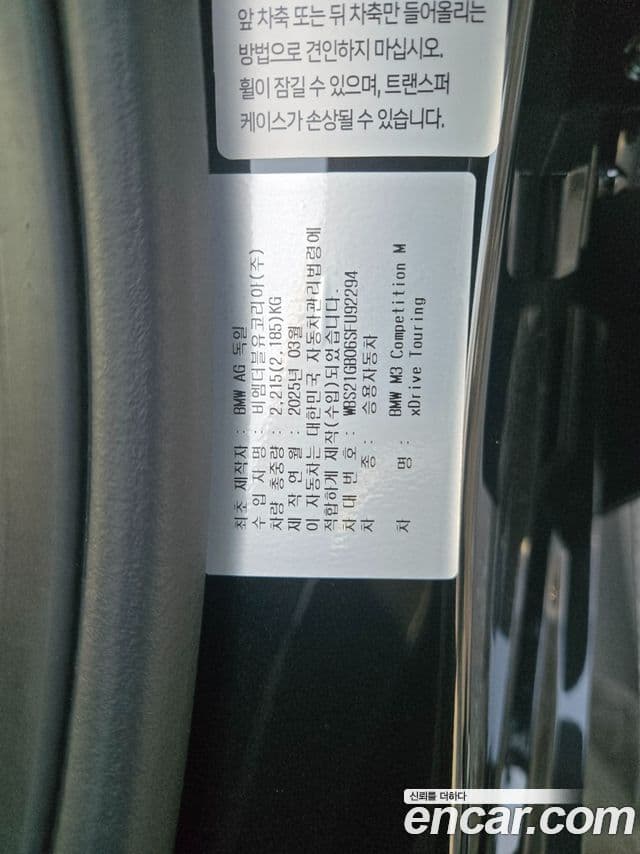 앞 차축 또는 뒤 차축만 들어올리는
방법으로 견인하지 마십시오.
휠이 잠길 수 있으며, 트랜스퍼
케이스가 손상될 수 있습니다.
최초 제작자 : BMW AG 독일
수 입 자 명 : 비엠더블유코리아(주)
차량 총중량 : 2,215(2,185)KG
제 작 연 월 : 2025년 03월
이 자동차는 대한민국 자동차관리법령에
적합하게 제작(수입)되었습니다.
차 대 번 호 : WBS21GB06SFU92294
차 종 : 승용자동차
차 명 : BMW M3 Competition M
xDrive Touring
신뢰를 더하다
encar.com